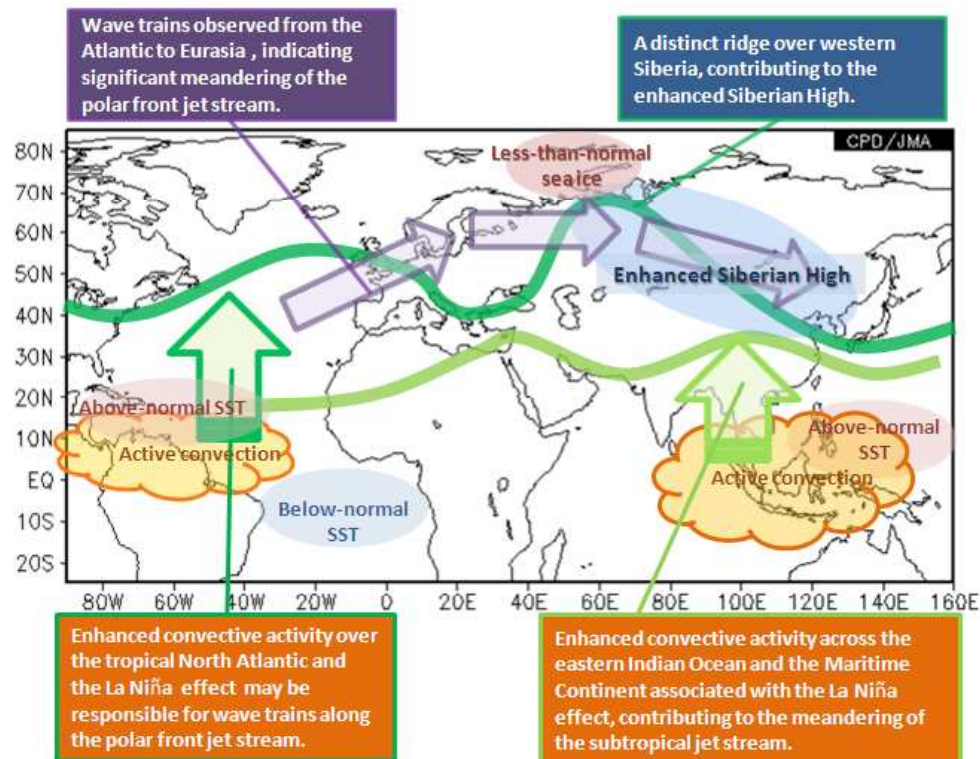 Wave trains observed from the
Atlantic to Eurasia , indicating
significant meandering of the
polar front jet stream.
A distinct ridge over western
Siberia, contributing to the
enhanced Siberian High.
CPD/JMA
80N
70N
60N
50N
40N
30N
20N
10N
EQ
10S
20S
Less-than-normal
sea ice
Enhanced Siberian High
Above-normal SST
Active convection
Below-normal
SST
Above-normal
SST
Active convection
80W 60W 40W 20W 0 20E 40E 60E 80E 100E 120E 140E 160E
Enhanced convective activity over
the tropical North Atlantic and
the La Niña effect may be
responsible for wave trains along
the polar front jet stream.
Enhanced convective activity across the
eastern Indian Ocean and the Maritime
Continent associated with the La Niña
effect, contributing to the meandering of
the subtropical jet stream.